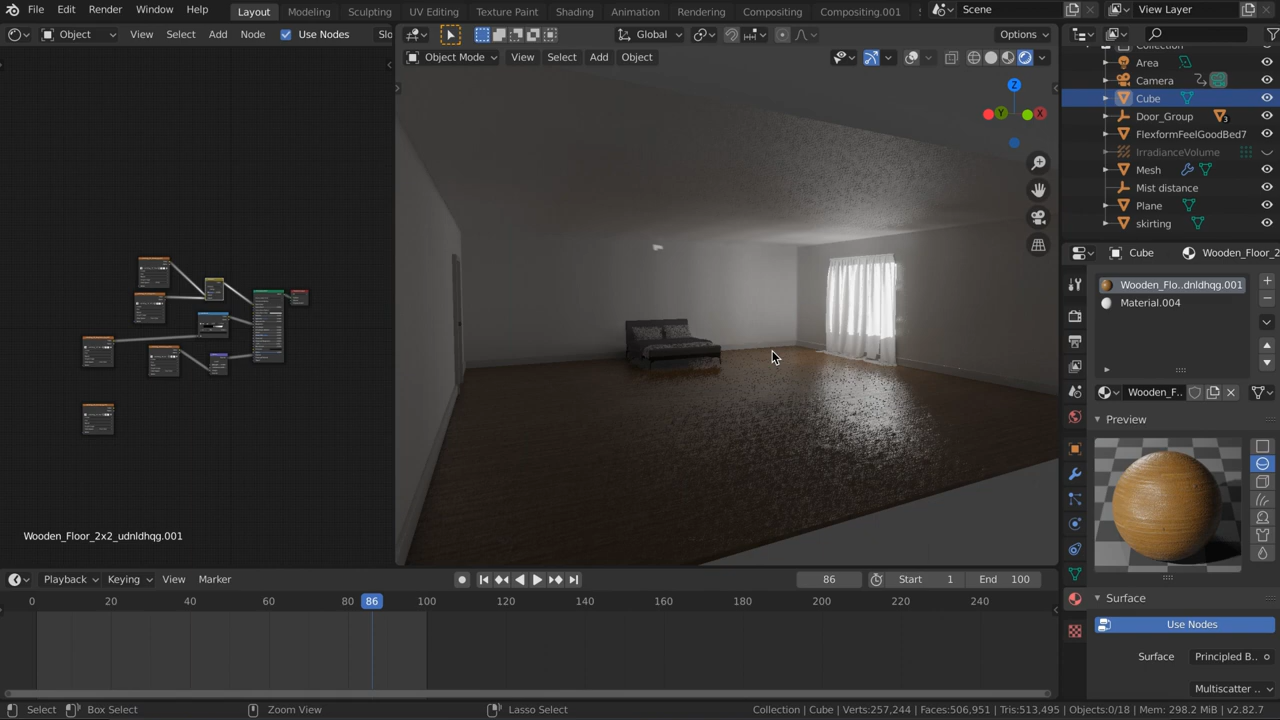 File Edit Render Window Help Layout Modeling Sculpting UV Editing Texture Paint Shading Animation Rendering Compositing Compositing.001 Scene View Layer
Object View Select Add Node Use Nodes Slo Global Options
Object Mode View Select Add Object
Collection
Area
Camera
Cube
Door_Group 3
FlexformFeelGoodBed7
IrradianceVolume
Mesh
Mist distance
Plane
skirting
Z
Y X
Cube Wooden_Floor_2
Wooden_Flo..dnldhqg.001
Material.004
Wooden_F..
Preview
Wooden_Floor_2x2_udnldhqg.001
Playback Keying View Marker 86 Start 1 End 100
0 20 40 60 80 86 100 120 140 160 180 200 220 240
Surface
Use Nodes
Surface Principled B..
Multiscatter ..
Select Box Select Zoom View Lasso Select Collection | Cube | Verts:257,244 | Faces:506,951 | Tris:513,495 | Objects:0/18 | Mem: 298.2 MiB | v2.82.7